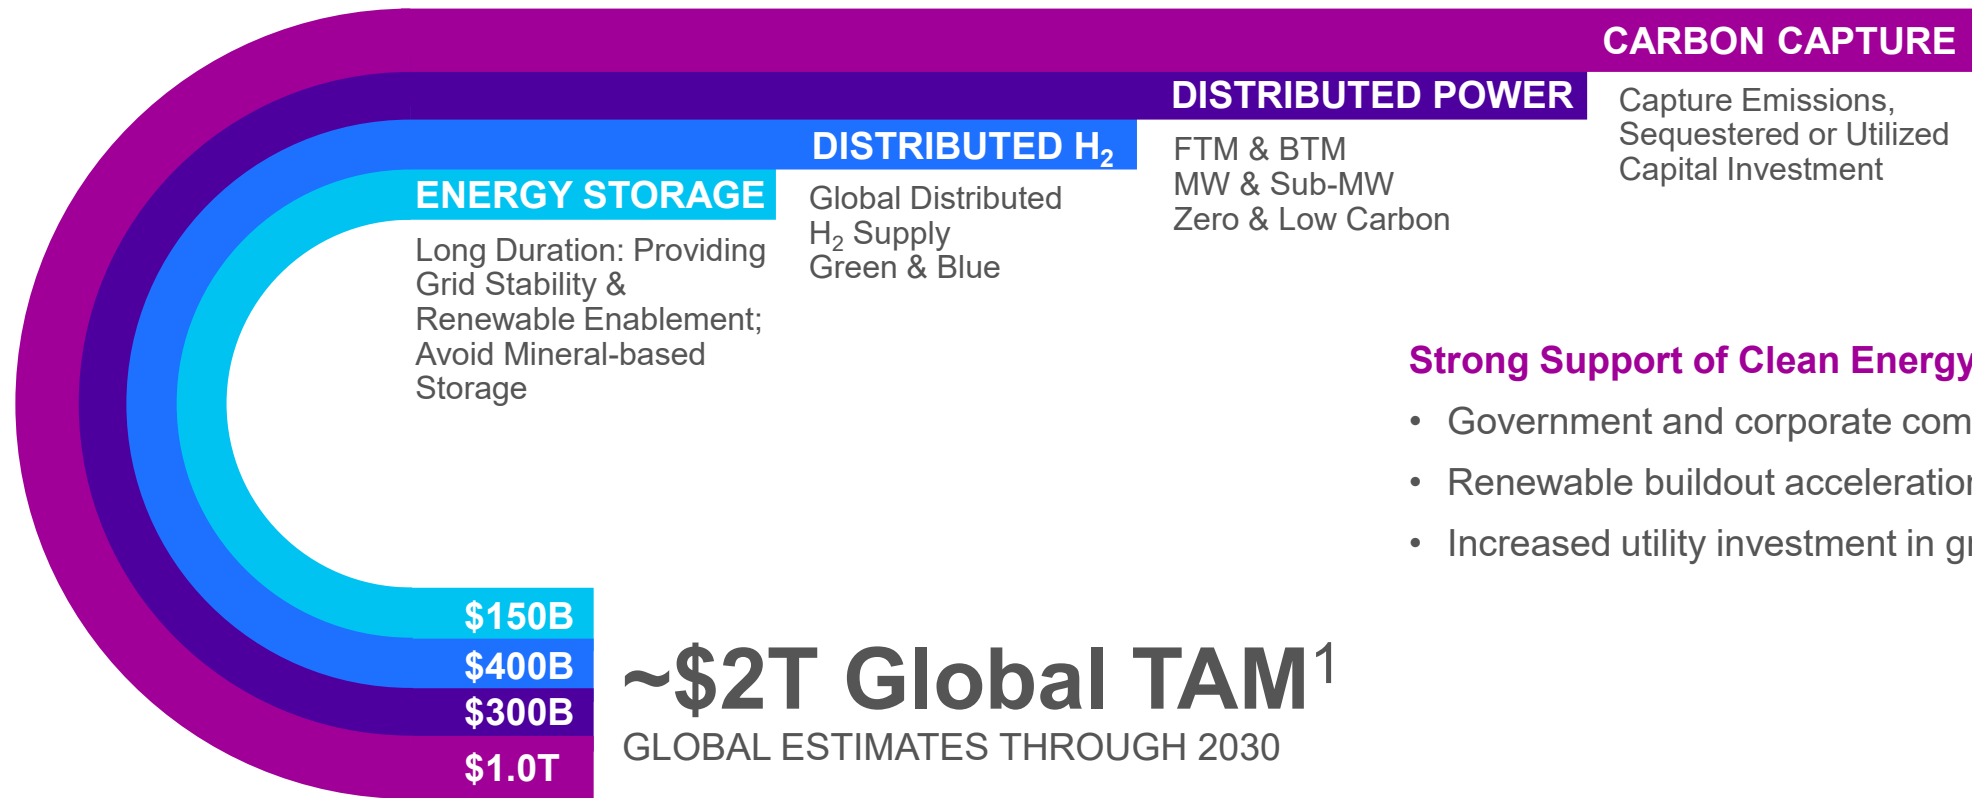 CARBON CAPTURE
Capture Emissions,
Sequestered or Utilized
Capital Investment
DISTRIBUTED POWER
FTM & BTM
MW & Sub-MW
Zero & Low Carbon
DISTRIBUTED H₂
Global Distributed
H₂ Supply
Green & Blue
ENERGY STORAGE
Long Duration: Providing
Grid Stability &
Renewable Enablement;
Avoid Mineral-based
Storage
Strong Support of Clean Energy
• Government and corporate
• Renewable buildout
• Increased utility investment in
$150B
$400B
$300B
$1.0T
~$2T Global TAM¹
GLOBAL ESTIMATES THROUGH 2030